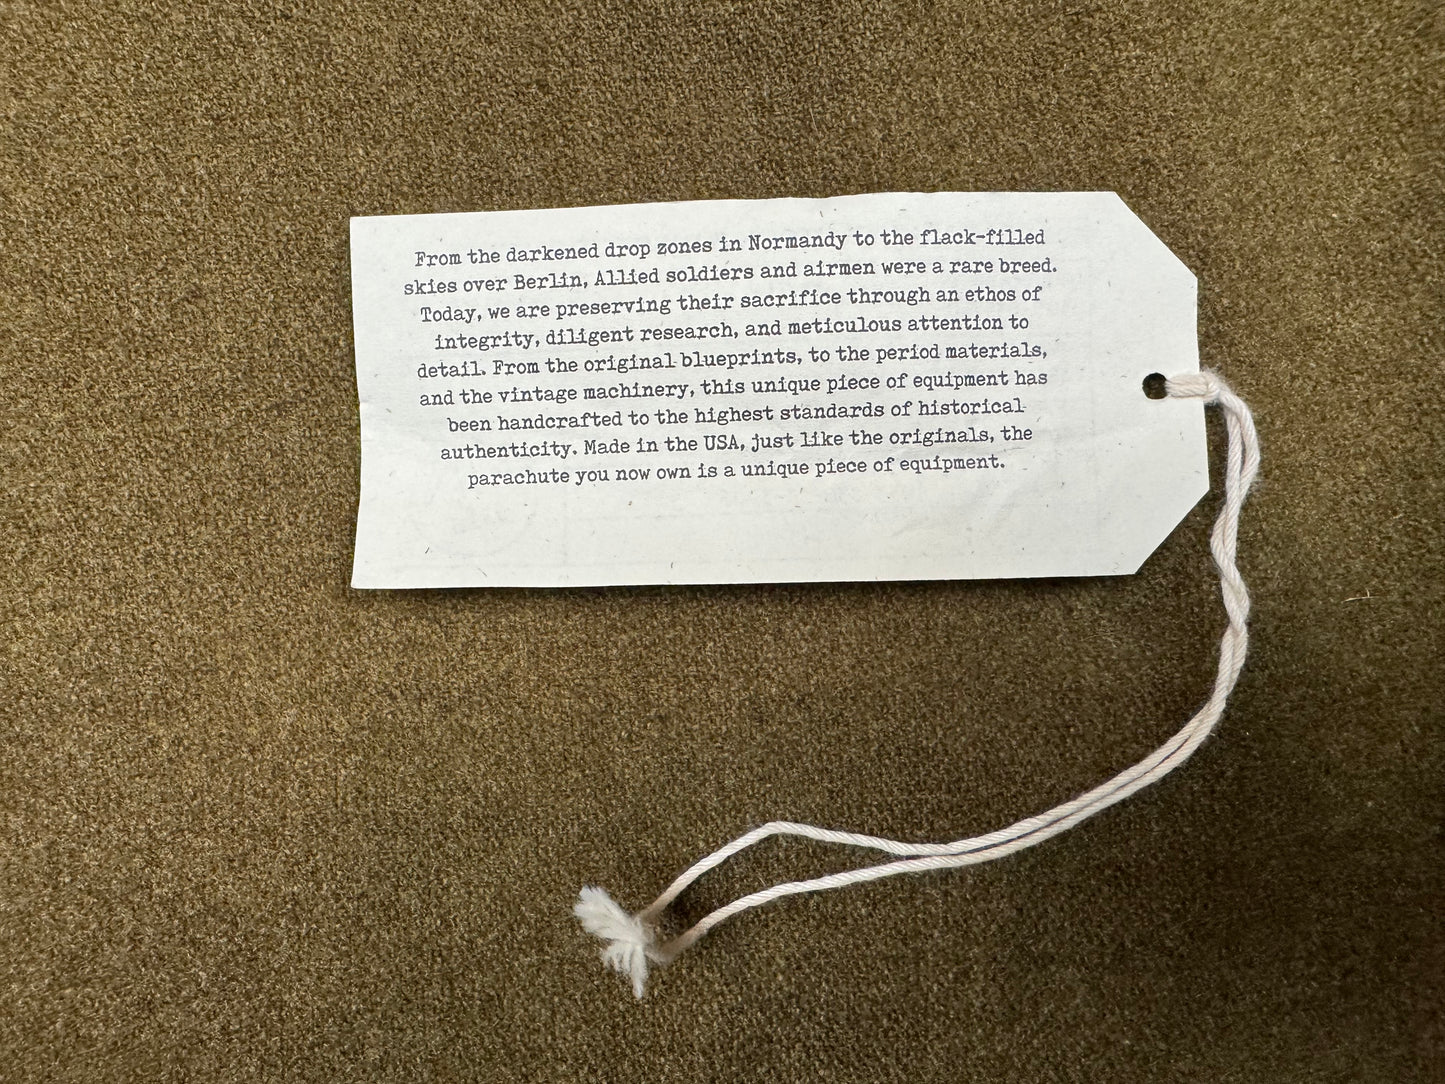 From the darkened drop zones in Normandy to the flack-filled
skies over Berlin, Allied soldiers and airmen were a rare breed.
Today, we are preserving their sacrifice through an ethos of
integrity, diligent research, and meticulous attention to
detail. From the original blueprints, to the period materials,
and the vintage machinery, this unique piece of equipment has
been handcrafted to the highest standards of historical
authenticity. Made in the USA, just like the originals, the
parachute you now own is a unique piece of equipment.